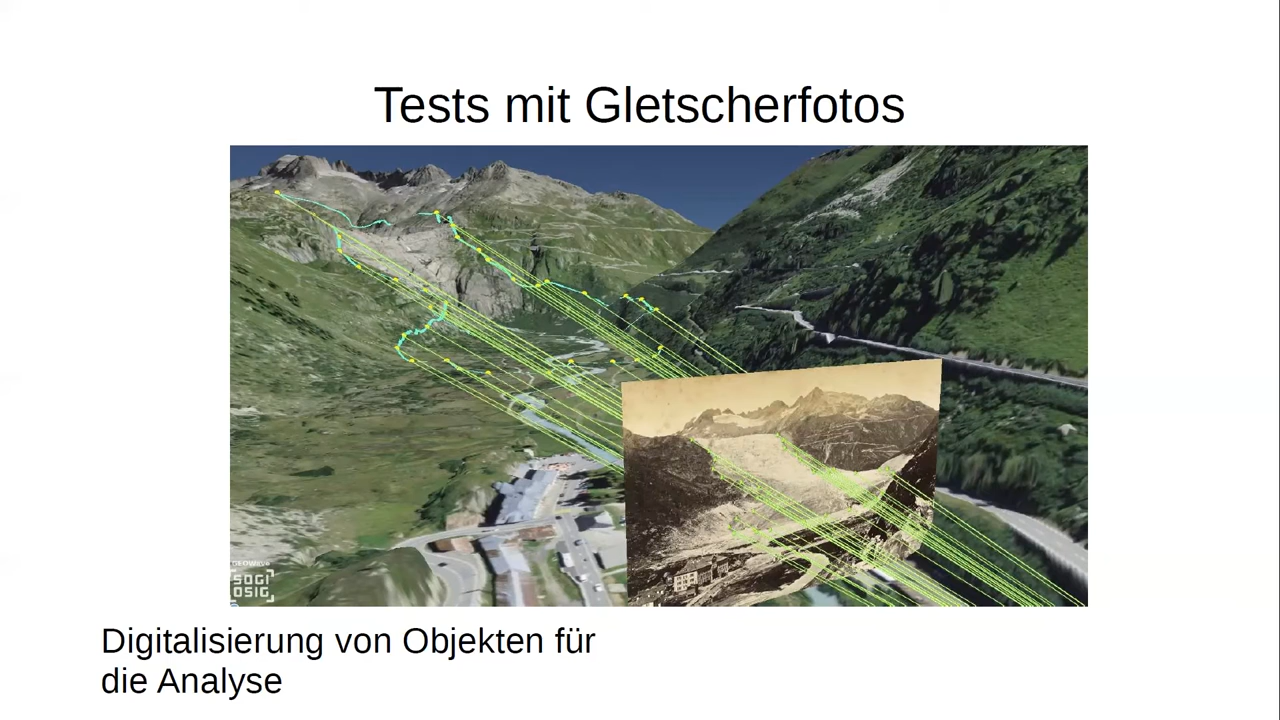 Tests mit Gletscherfotos
SOGI
OSIG
Digitalisierung von Objekten für
die Analyse